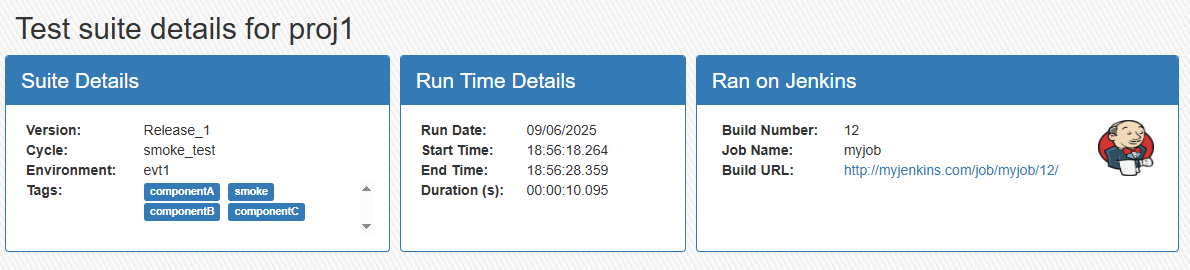 Test suite details for proj1
Suite Details
Version: Release_1
Cycle: smoke_test
Environment: evt1
Tags: componentA smoke
componentB componentC
Run Time Details
Run Date: 09/06/2025
Start Time: 18:56:18.264
End Time: 18:56:28.359
Duration (s): 00:00:10.095
Ran on Jenkins
Build Number: 12
Job Name: myjob
Build URL: http://myjenkins.com/job/myjob/12/